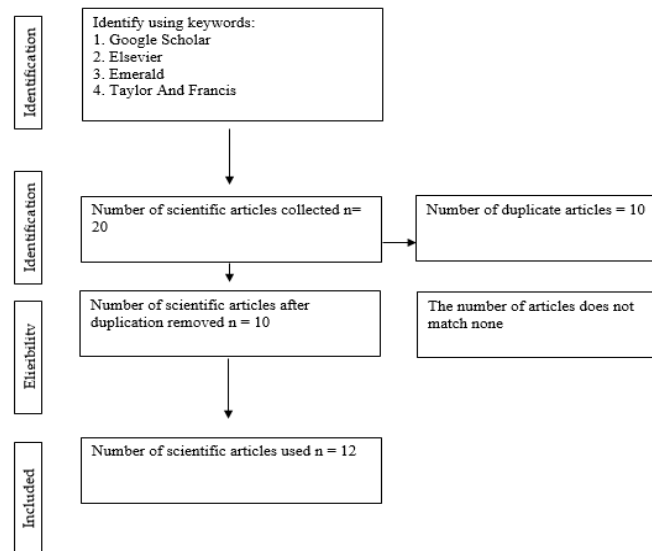 Identification
Identify using keywords:
1. Google Scholar
2. Elsevier
3. Emerald
4. Taylor And Francis
Identification
Number of scientific articles collected n=
20
Number of duplicate articles = 10
Eligibility
Number of scientific articles after
duplication removed n = 10
The number of articles does not
match none
Included
Number of scientific articles used n = 12